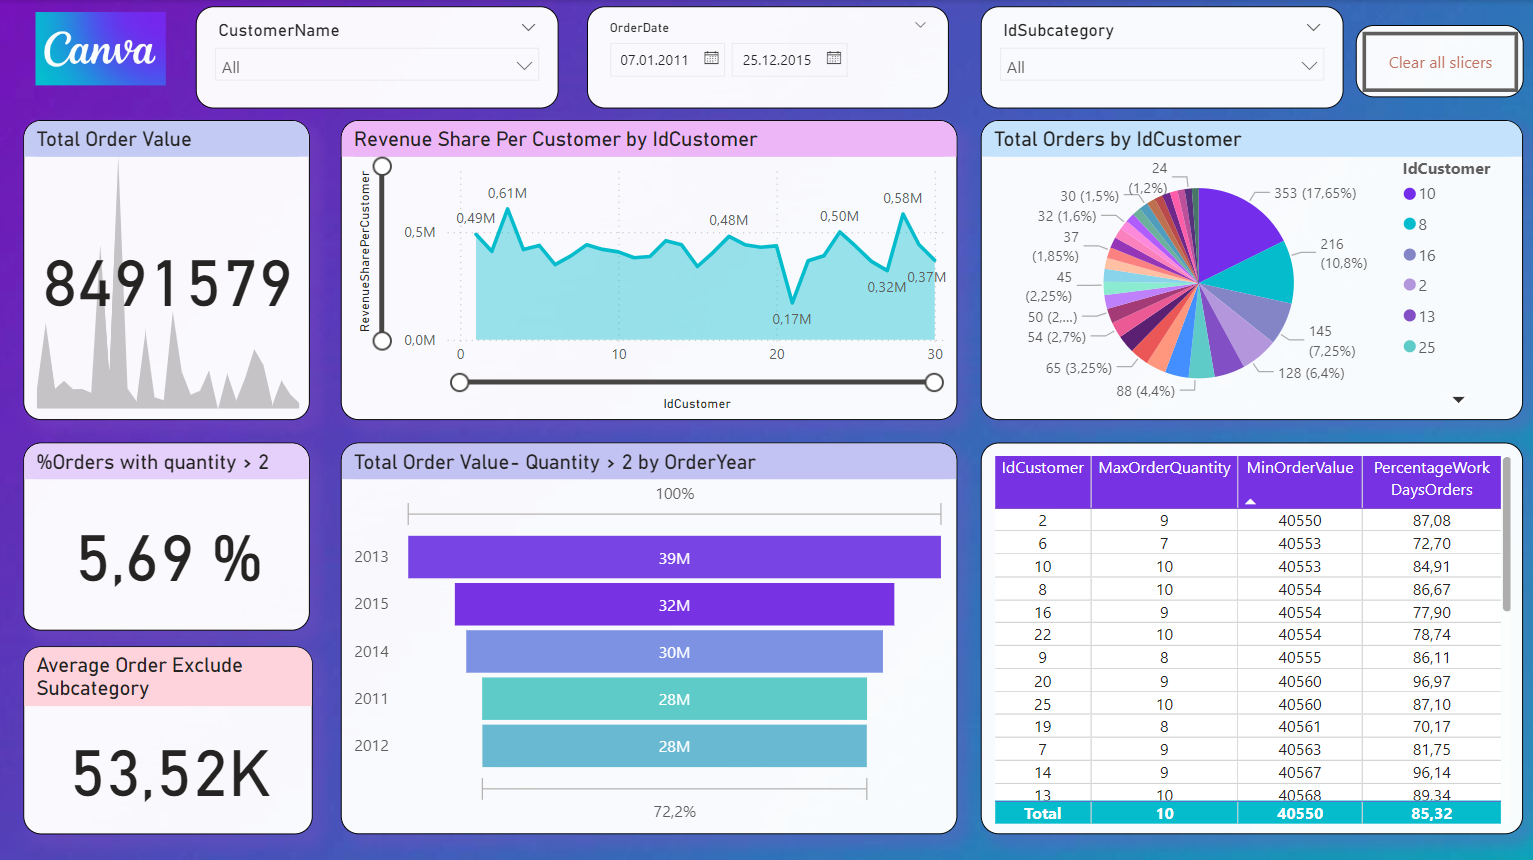 Canva
CustomerName
All
OrderDate
07.01.2011
25.12.2015
IdSubcategory
All
Clear all slicers
Total Order Value
8491579
Revenue Share Per Customer by IdCustomer
RevenueSharePerCustomer
0,5M
0,0M
0,49M
0,61M
0,48M
0,17M
0,50M
0,32M
0,58M
0,37M
0
10
20
30
IdCustomer
Total Orders by IdCustomer
353 (17,65%)
216
(10,8%)
145
(7,25%)
128 (6,4%)
88 (4,4%)
65 (3,25%)
54 (2,7%)
50 (2,...)
45
(2,25%)
37
(1,85%)
32 (1,6%)
30 (1,5%)
24
(1,2%)
IdCustomer
10
8
16
2
13
25
%Orders with quantity > 2
5,69 %
Average Order Exclude
Subcategory
53,52K
Total Order Value- Quantity > 2 by OrderYear
100%
2013 39M
2015 32M
2014 30M
2011 28M
2012 28M
72,2%
IdCustomer MaxOrderQuantity MinOrderValue PercentageWork
DaysOrders
2 9 40550 87,08
6 7 40553 72,70
10 10 40553 84,91
8 10 40554 86,67
16 9 40554 77,90
22 10 40554 78,74
9 8 40555 86,11
20 9 40560 96,97
25 10 40560 87,10
19 8 40561 70,17
7 9 40563 81,75
14 9 40567 96,14
13 10 40568 89,34
Total 10 40550 85,32